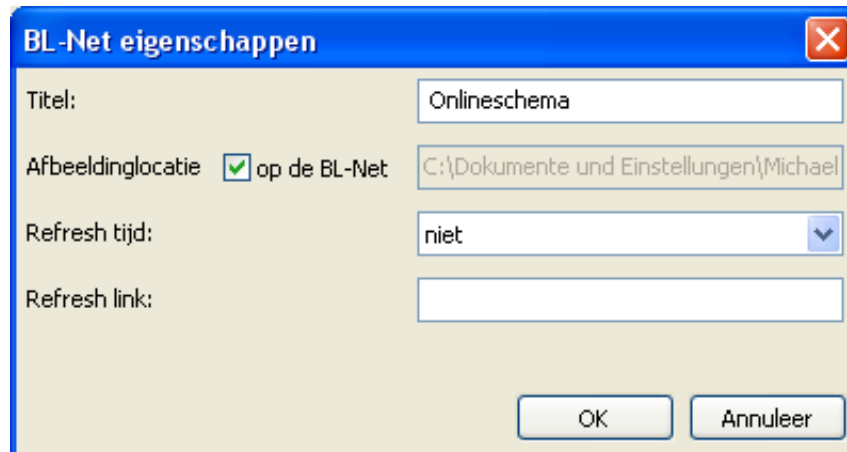 BL-Net eigenschappen
Titel: Onlineschema
Afbeeldinglocatie op de BL-Net C:\Dokumente und Einstellungen\Michael
Refresh tijd: niet
Refresh link:
OK Annuleer